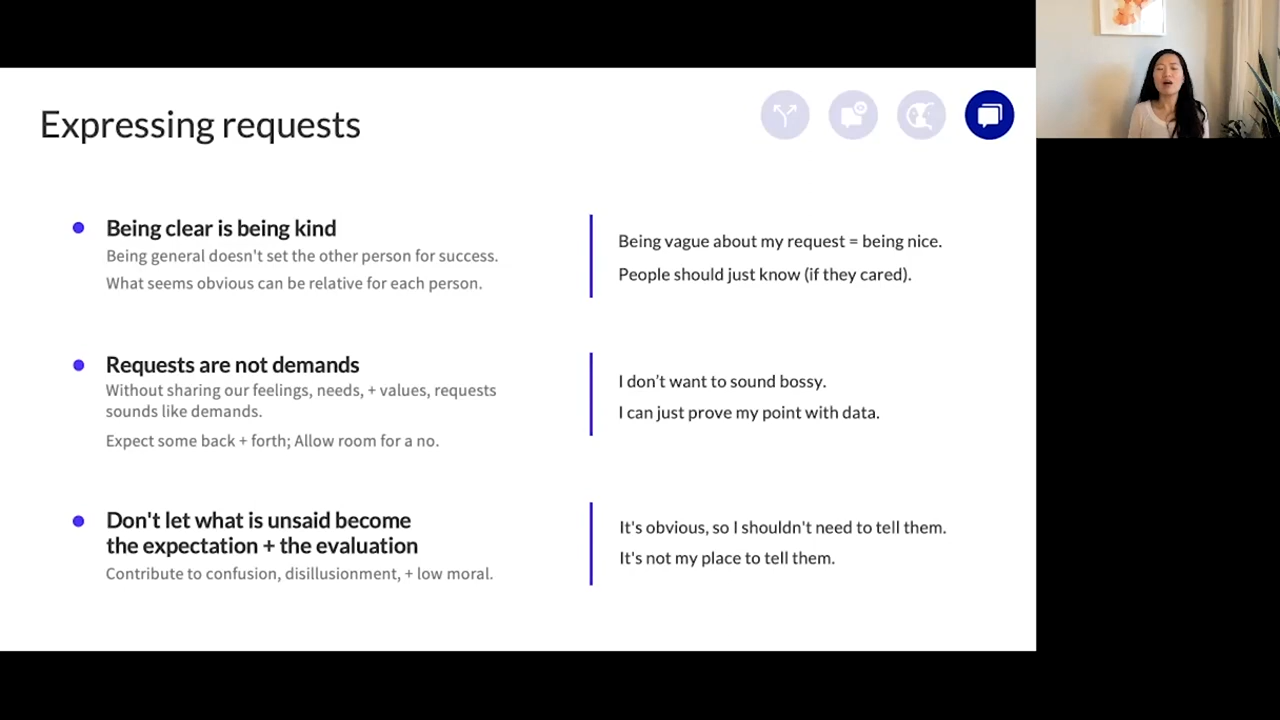 Expressing requests
Being clear is being kind
Being general doesn't set the other person for success.
What seems obvious can be relative for each person.
Being vague about my request = being nice.
People should just know (if they cared).
Requests are not demands
Without sharing our feelings, needs, + values, requests
sounds like demands.
Expect some back + forth; Allow room for a no.
I don’t want to sound bossy.
I can just prove my point with data.
Don't let what is unsaid become
the expectation + the evaluation
Contribute to confusion, disillusionment, + low moral.
It's obvious, so I shouldn't need to tell them.
It's not my place to tell them.